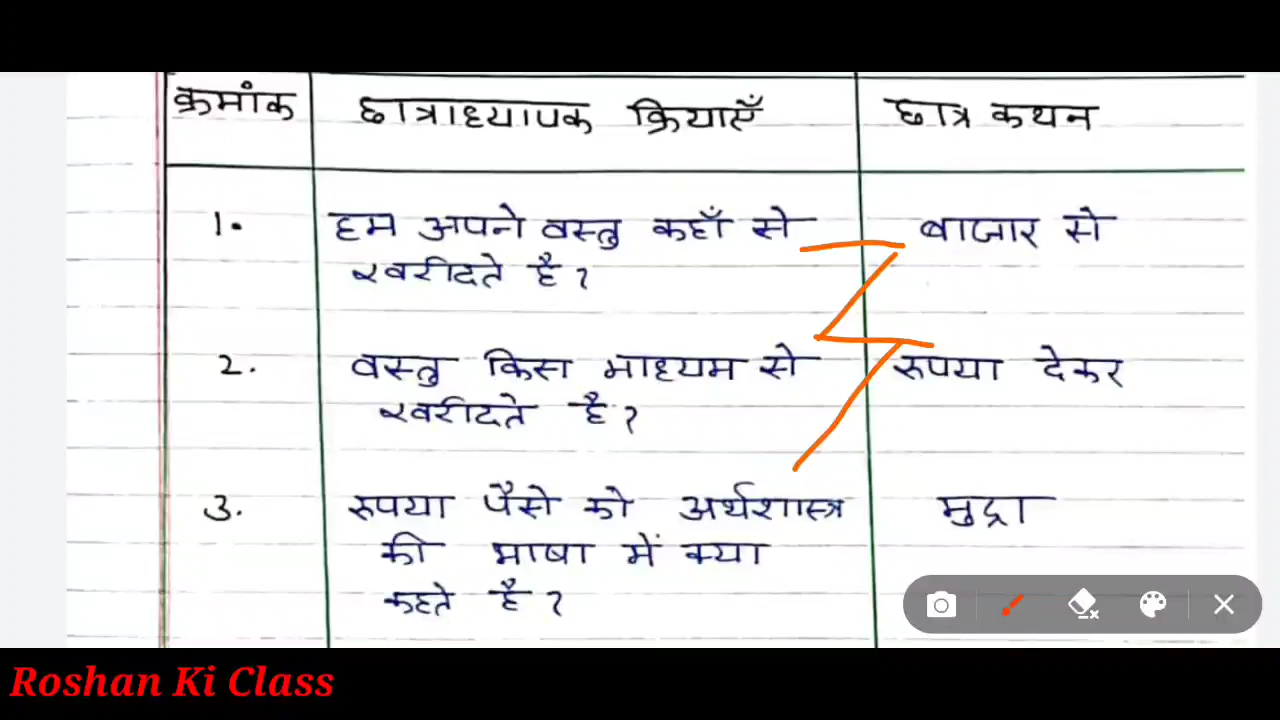 क्रमांक छात्राध्यापक क्रियाएँ छात्र कथन
1. हम अपने वस्तु कहाँ से बाजार से
खरीदते है?
2. वस्तु किस माध्यम से रूपया देकर
खरीदते है?
3. रूपया पैसे को अर्थशास्त्र मुद्रा
की भाषा में क्या
कहते है?
Roshan Ki Class